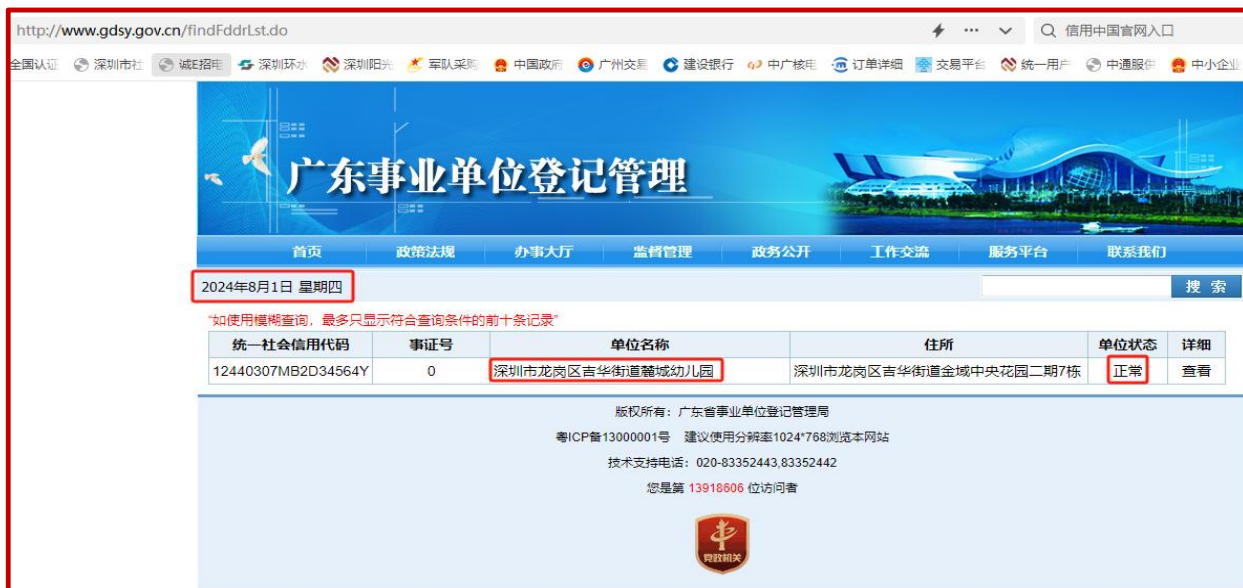 http://www.gdsy.gov.cn/findFddrLst.do
信用中国官网入口
全国认证 深圳市社 诚E招电 深圳环水 深圳阳光 军队采购 中国政府 广州交易 建设银行 中广核电 订单详细 交易平台 统一用户 中通服供 中小企业
广东事业单位登记管理
首页 政策法规 办事大厅 监督管理 政务公开 工作交流 服务平台 联系我们
2024年8月1日 星期四
搜 索
"如使用模糊查询，最多只显示符合查询条件的前十条记录"
统一社会信用代码 事证号 单位名称 住所 单位状态 详细
12440307MB2D34564Y 0 深圳市龙岗区吉华街道麓城幼儿园 深圳市龙岗区吉华街道金域中央花园二期7栋 正常 查看
版权所有：广东省事业单位登记管理局
粤ICP备13000001号 建议使用分辨率1024*768浏览本网站
技术支持电话：020-83352443,83352442
您是第 13918606 位访问者
党政机关